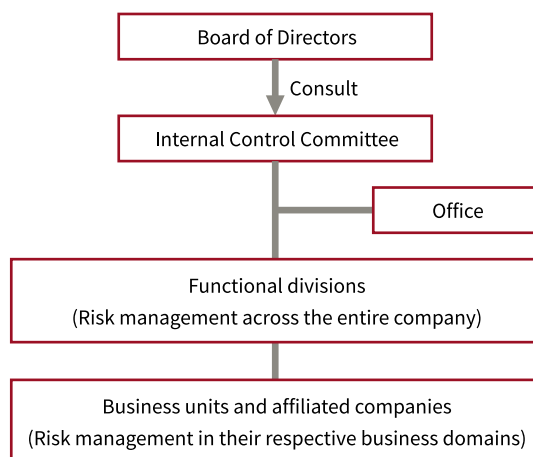 Board of Directors
Consult
Internal Control Committee
Office
Functional divisions
(Risk management across the entire company)
Business units and affiliated companies
(Risk management in their respective business domains)